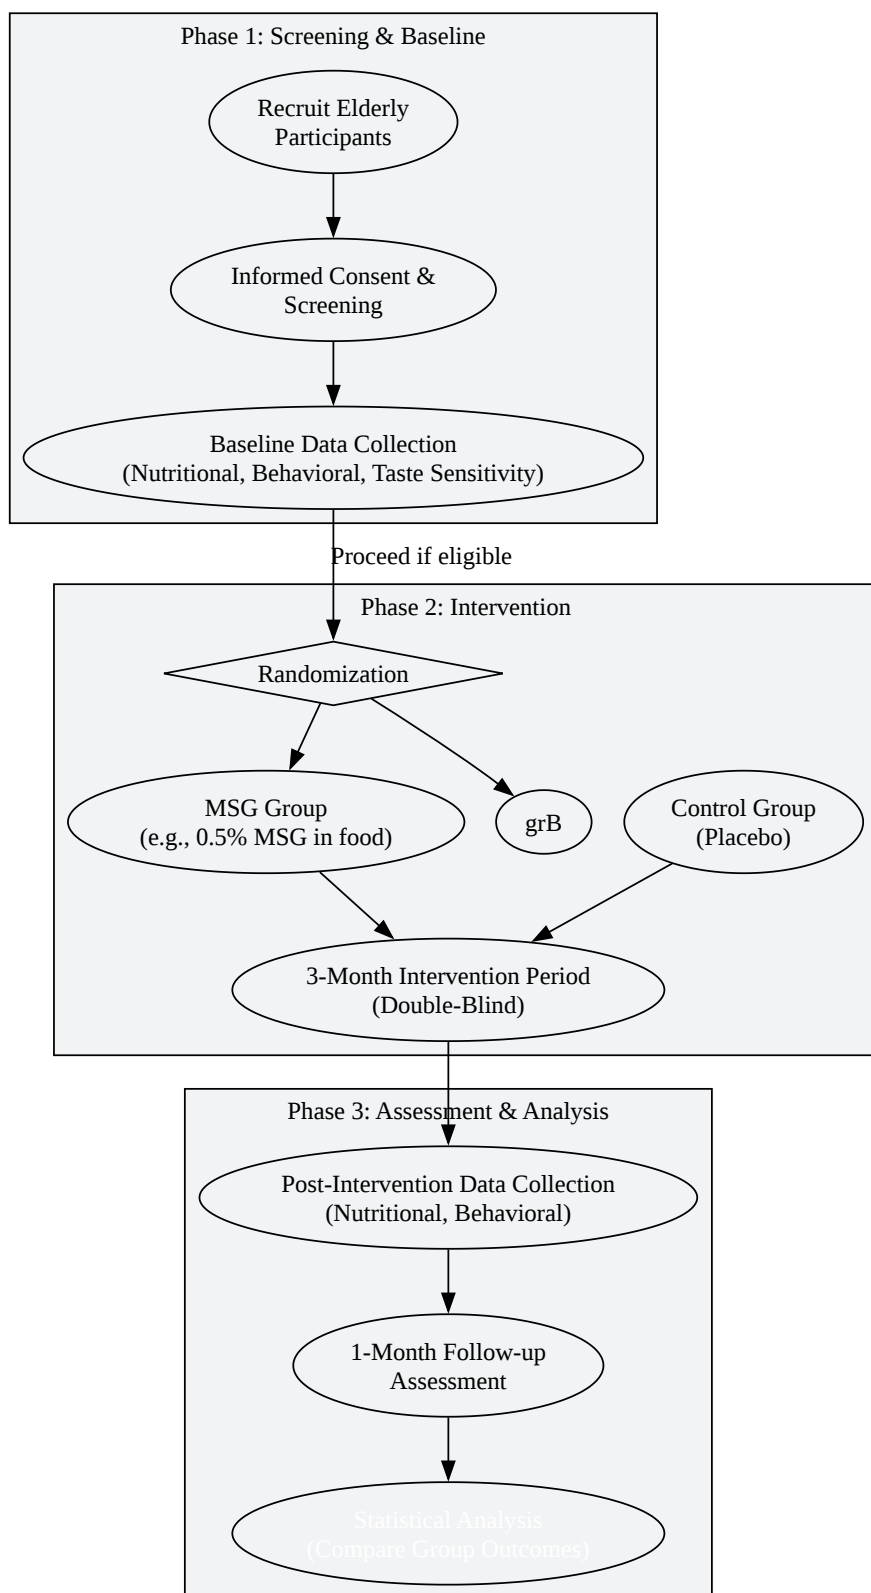 Phase 1: Screening & Baseline
Recruit Elderly
Participants
Informed Consent &
Screening
Baseline Data Collection
(Nutritional, Behavioral, Taste Sensitivity)
Proceed if eligible
Phase 2: Intervention
Randomization
MSG Group
(e.g., 0.5% MSG in food)
grB
Control Group
(Placebo)
3-Month Intervention Period
(Double-Blind)
Phase 3: Assessment & Analysis
Post-Intervention Data Collection
(Nutritional, Behavioral)
1-Month Follow-up
Assessment
Statistical Analysis
(Compare Group Outcomes)